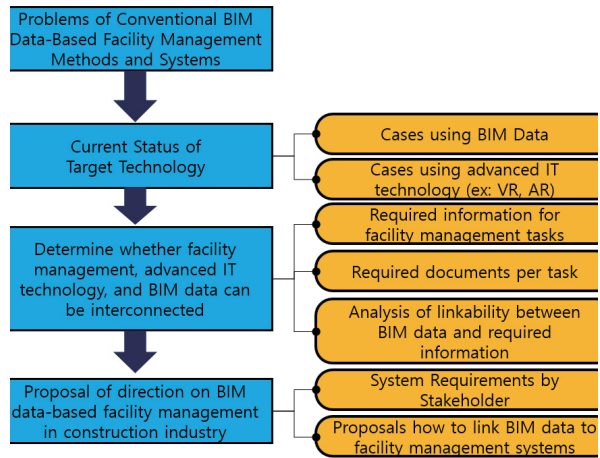 Problems of Conventional BIM
Data-Based Facility Management
Methods and Systems
Current Status of
Target Technology
Cases using BIM Data
Cases using advanced IT
technology (ex: VR, AR)
Determine whether facility
management, advanced IT
technology, and BIM data can
be interconnected
Required information for
facility management tasks
Required documents per task
Analysis of linkability between
BIM data and required
information
Proposal of direction on BIM
data-based facility management
in construction industry
System Requirements by
Stakeholder
Proposals how to link BIM data to
facility management systems